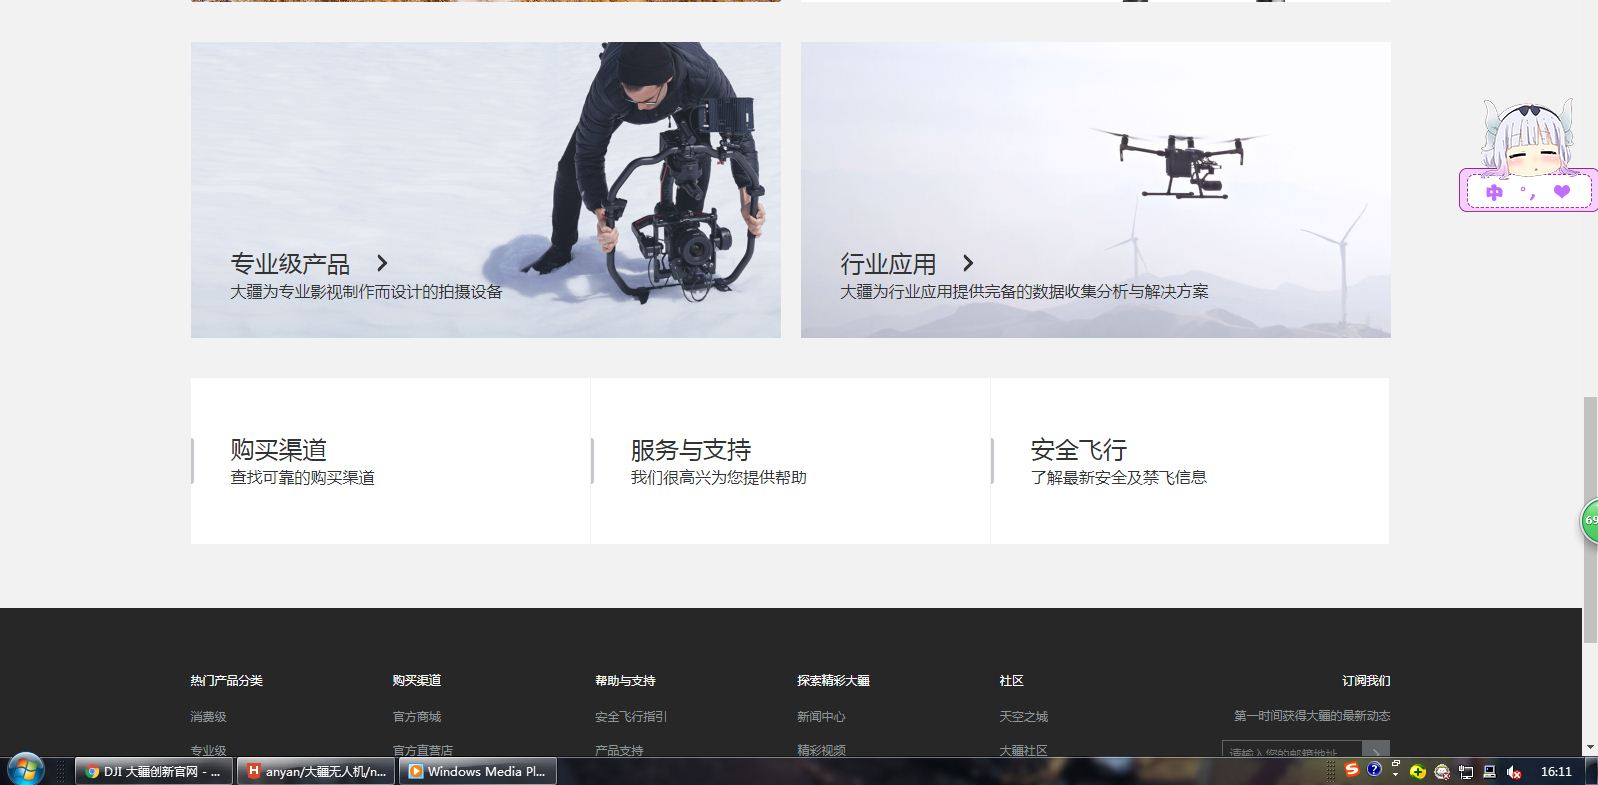 专业级产品
大疆为专业影视制作而设计的拍摄设备
行业应用
大疆为行业应用提供完备的数据收集分析与解决方案
中 °,
购买渠道
查找可靠的购买渠道
服务与支持
我们很高兴为您提供帮助
安全飞行
了解最新安全及禁飞信息
69
热门产品分类
购买渠道
帮助与支持
探索精彩大疆
社区
订阅我们
消费级
官方商城
安全飞行指引
新闻中心
天空之城
第一时间获得大疆的最新动态
专业级
官方直营店
产品支持
精彩视频
大疆社区
请输入您的邮箱地址
DJI 大疆创新官网 - ...
anyan/大疆无人机/n...
Windows Media Pl...
16:11